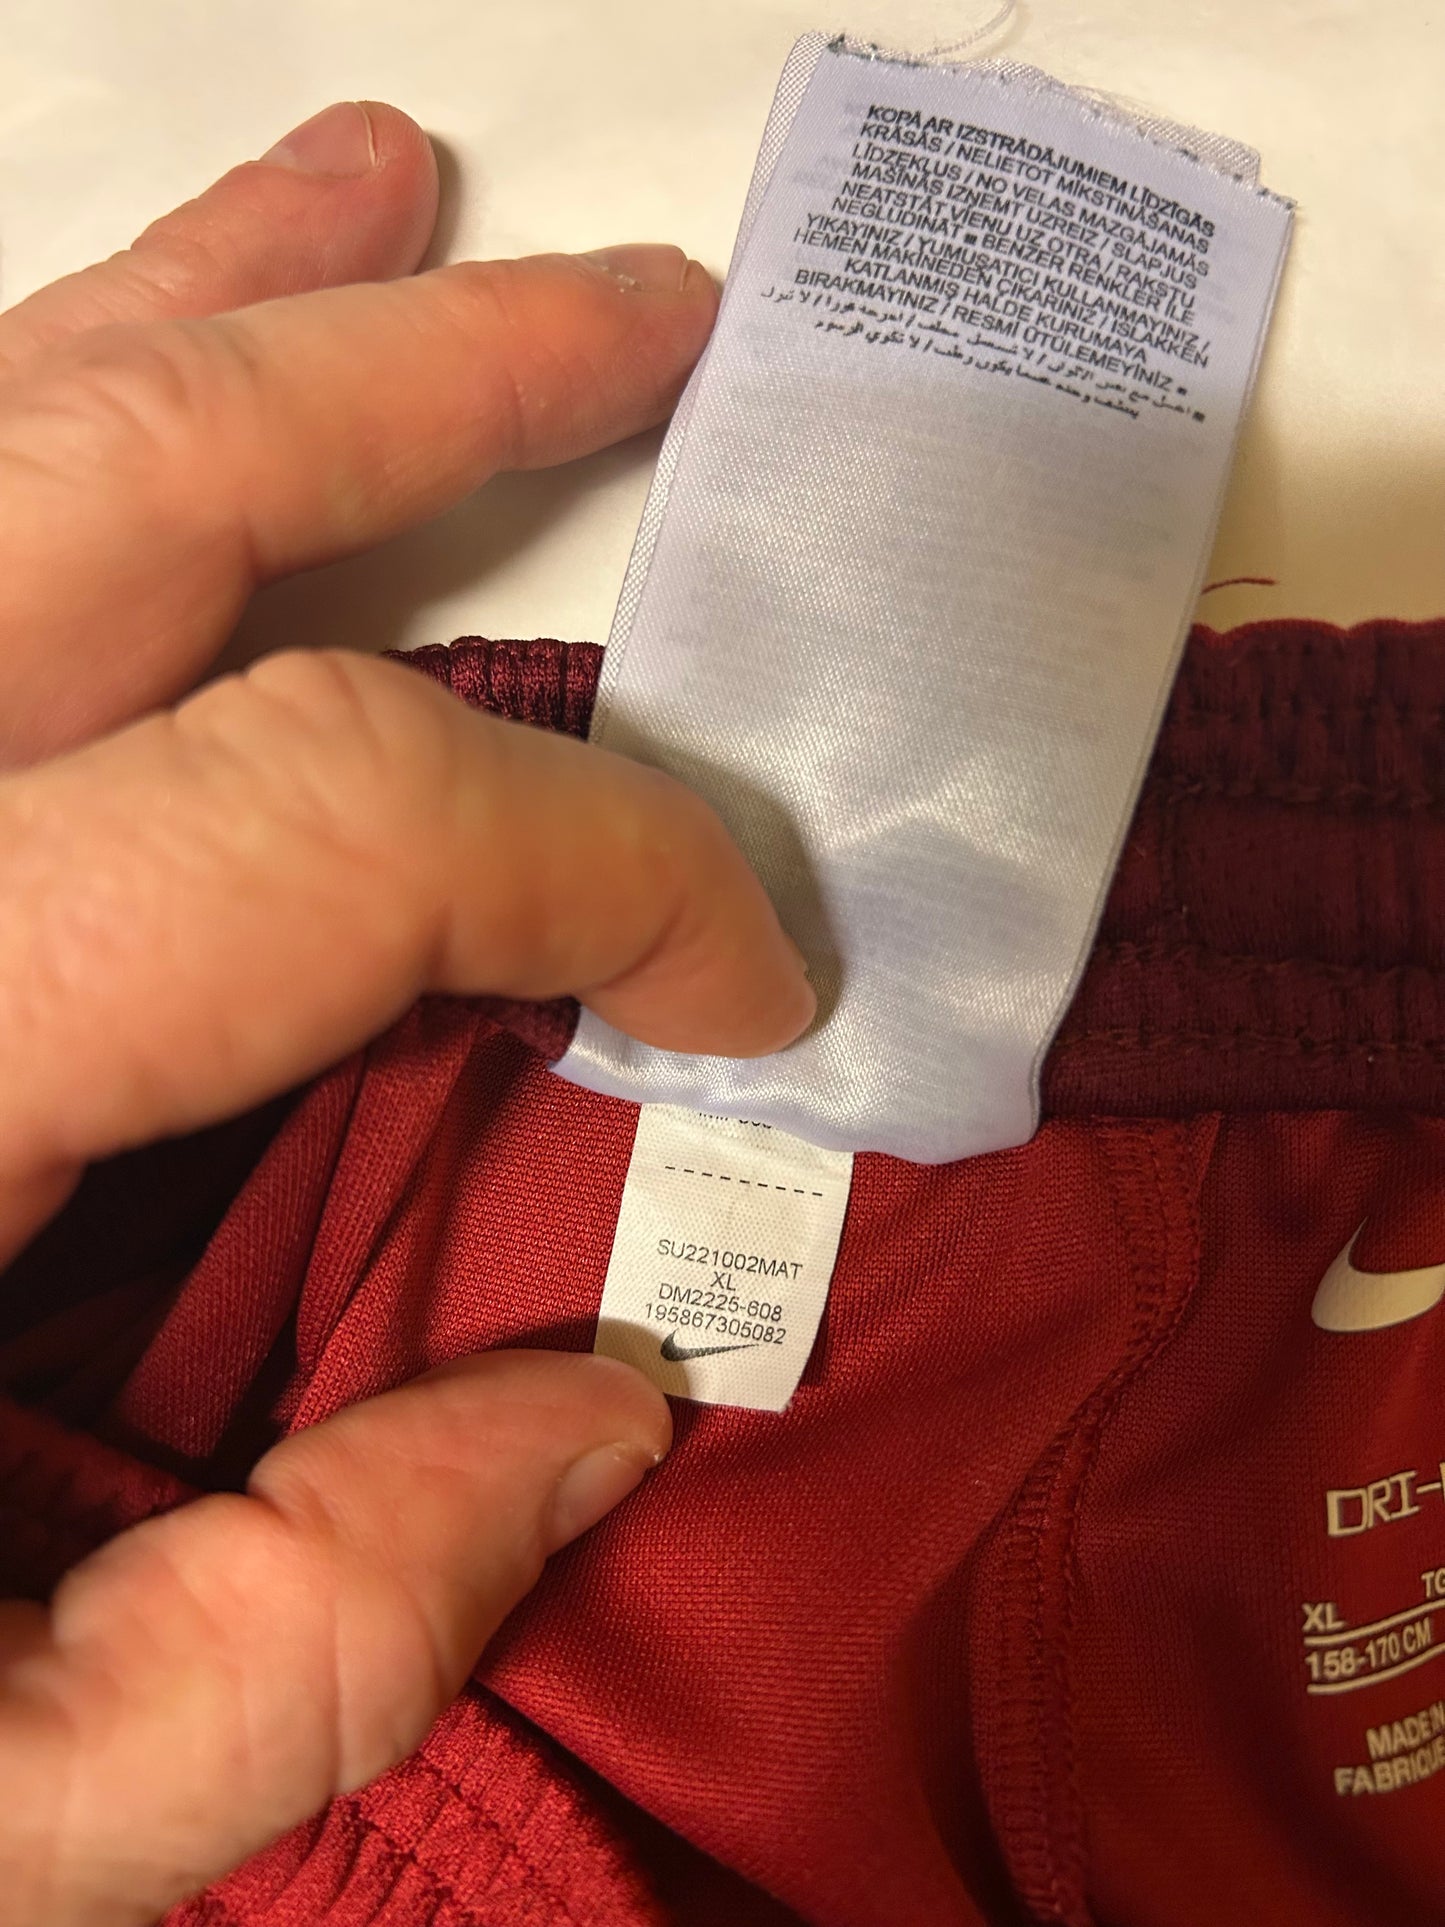 KOPĀ AR IZSTRĀDĀJUMIEM LĪDZĪGĀS
KRĀSĀS / NELIETOT MĪKSTINĀŠANAS
LĪDZEKĻUS / NO VEĻAS MAZGĀJAMĀS
MAŠĪNAS IZŅEMT UZREIZ / SLAPJUS
NEATSTĀT VIENU UZ OTRA / RAKSTU
NEGLUDINĀT ■ BENZER RENKLER İLE
YIKAYINIZ / YUMUŞATICI KULLANMAYINIZ /
HEMEN MAKİNEDEN ÇIKARINIZ / ISLAKKEN
KATLANMIŞ HALDE KURUMAYA
BIRAKMAYINIZ / RESMİ ÜTÜLEMEYİNİZ ■
SU221002MAT
XL
DM2225-608
195867305082
DRI-
XL
158-170 CM
MADE IN